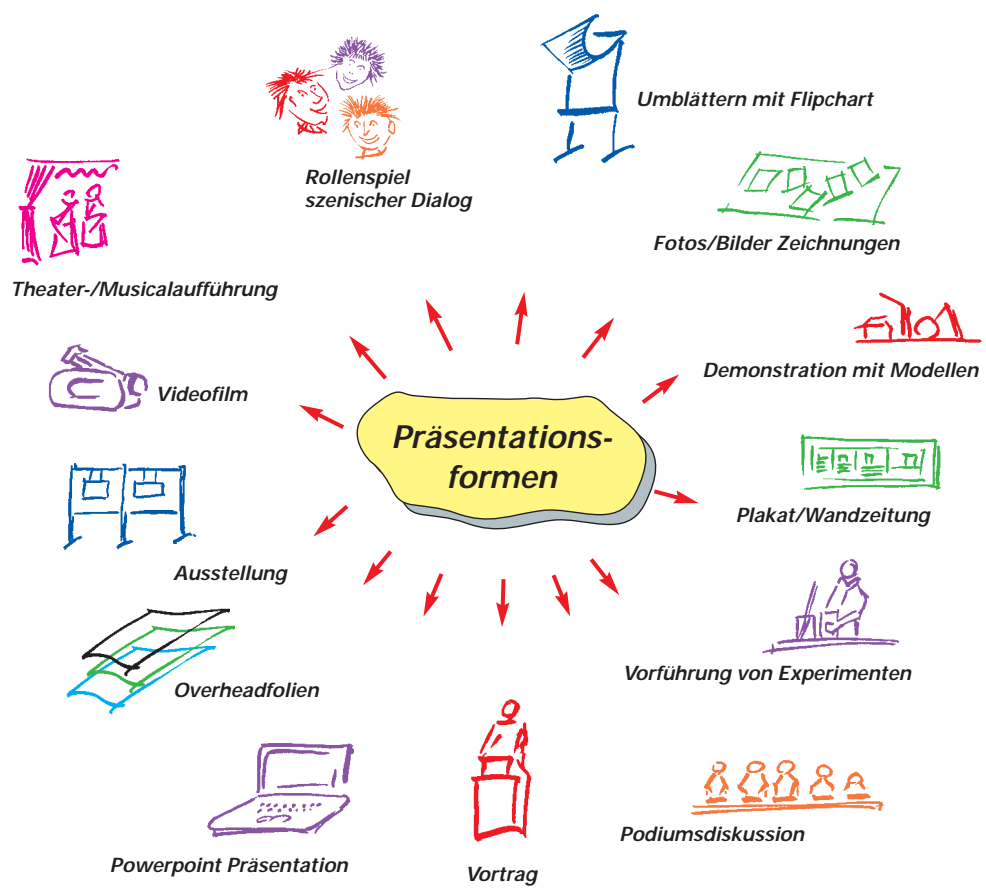 Umblättern mit Flipchart
Rollenspiel
szenischer Dialog
Fotos/Bilder Zeichnungen
Theater-/Musicalaufführung
Demonstration mit Modellen
Videofilm
Präsentations-
formen
Plakat/Wandzeitung
Ausstellung
Vorführung von Experimenten
Overheadfolien
Podiumsdiskussion
Powerpoint Präsentation
Vortrag